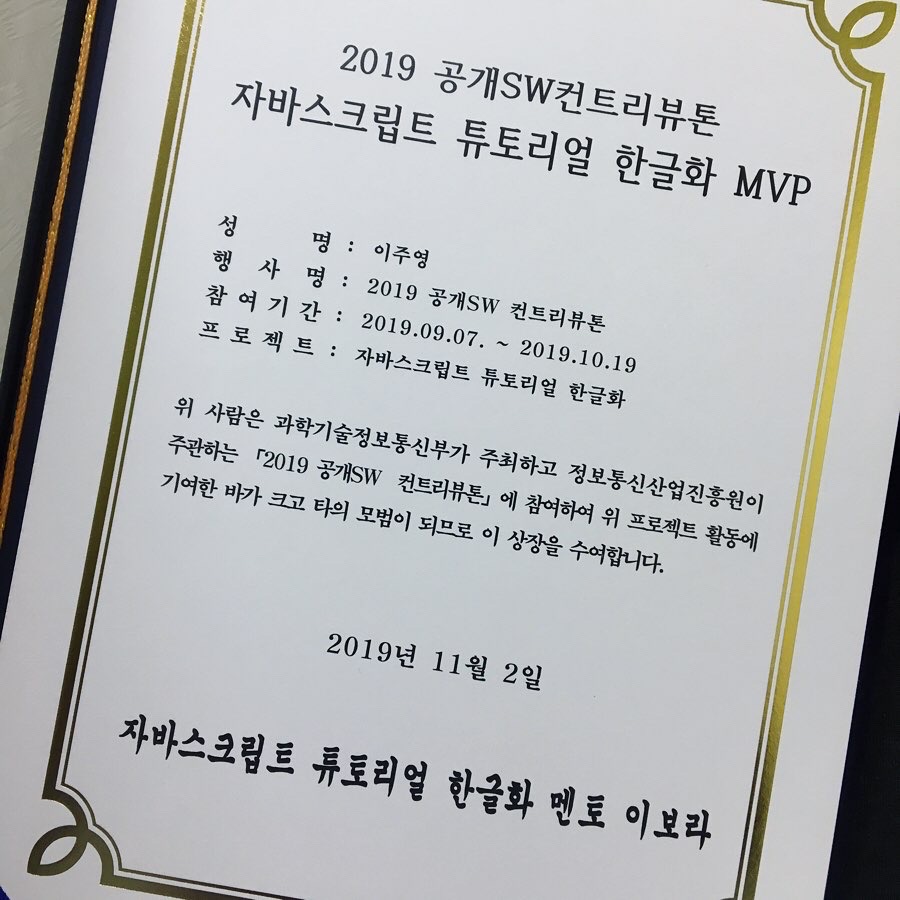 2019 공개SW컨트리뷰톤
자바스크립트 튜토리얼 한글화 MVP
성 명 : 이주영
행 사 명 : 2019 공개SW 컨트리뷰톤
참 여 기 간 : 2019.09.07. ~ 2019.10.19
프 로 젝 트 : 자바스크립트 튜토리얼 한글화
위 사람은 과학기술정보통신부가 주최하고 정보통신산업진흥원이
주관하는 「2019 공개SW 컨트리뷰톤」에 참여하여 위 프로젝트 활동에
기여한 바가 크고 타의 모범이 되므로 이 상장을 수여합니다.
2019년 11월 2일
자바스크립트 튜토리얼 한글화 멘토 이보라